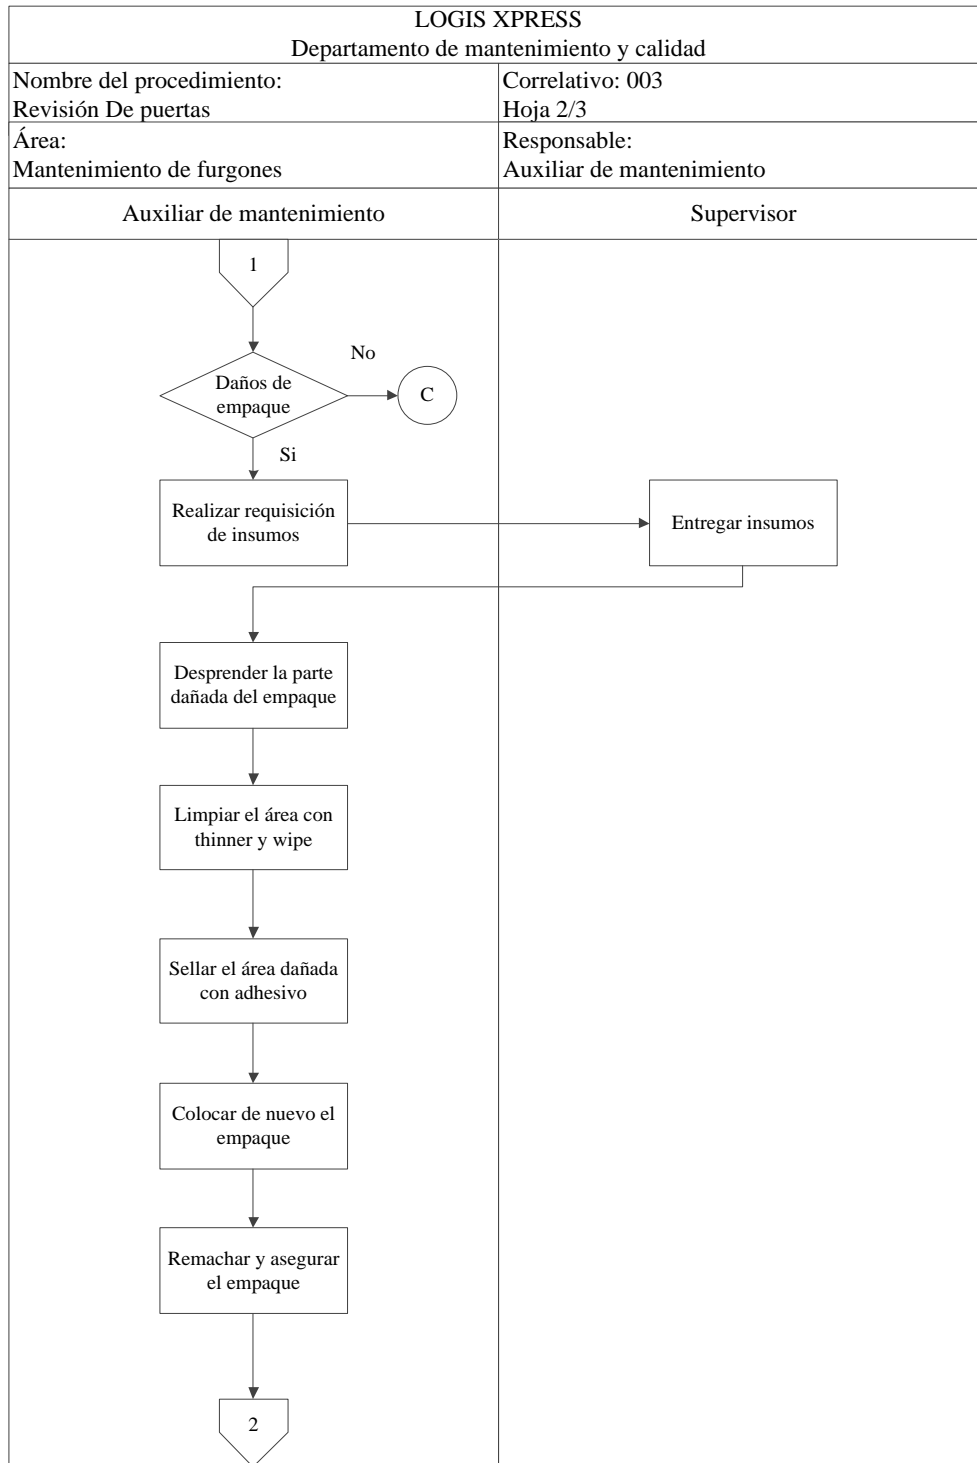 LOGIS XPRESS
Departamento de mantenimiento y calidad
Nombre del procedimiento:
Revisión De puertas
Correlativo: 003
Hoja 2/3
Área:
Mantenimiento de furgones
Responsable:
Auxiliar de mantenimiento
Auxiliar de mantenimiento
Supervisor
1
No
Daños de
empaque
C
Si
Realizar requisición
de insumos
Entregar insumos
Desprender la parte
dañada del empaque
Limpiar el área con
thinner y wipe
Sellar el área dañada
con adhesivo
Colocar de nuevo el
empaque
Remachar y asegurar
el empaque
2